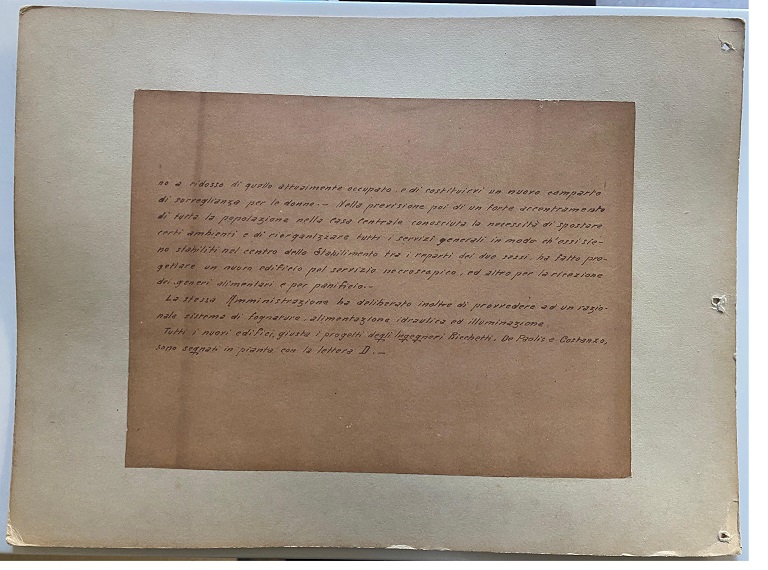 no a ridosso di quello attualmente occupato, e di costituirvi un nuovo comparto
di sorveglianza per le donne.— Nella previsione poi di un forte accentramento
di tutta la popolazione nella Casa Centrale conosciuta la necessità di spostare
certi ambienti e di riorganizzare tutti i servizi generali in modo ch'essi sie-
no stabiliti nel centro dello Stabilimento tra i reparti dei due sessi, ha fatto pro-
gettare un nuovo edificio pel servizio necroscopico, ed altro per la ricezione
dei generi alimentari e per panificio.—
La stessa Amministrazione ha deliberato inoltre di provvedere ad un razio-
nale sistema di fognatura, alimentazione idraulica ed illuminazione.
Tutti i nuovi edifici, giusta i progetti degli Ingegneri Ricchetti, De Paolis e Costanzo,
sono segnati in pianta con la lettera D.—